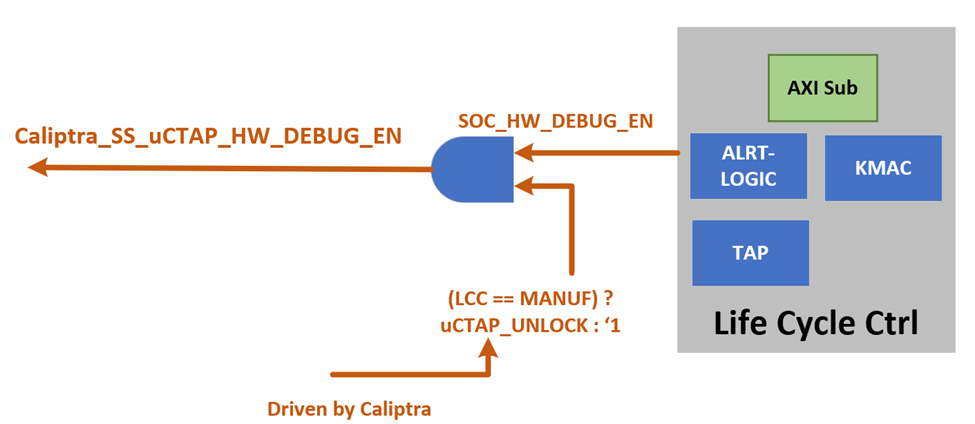 AXI Sub
SOC_HW_DEBUG_EN
Caliptra_SS_uCTAP_HW_DEBUG_EN
ALRT-
LOGIC
KMAC
TAP
(LCC == MANUF) ?
uCTAP_UNLOCK : ‘1
Life Cycle Ctrl
Driven by Caliptra